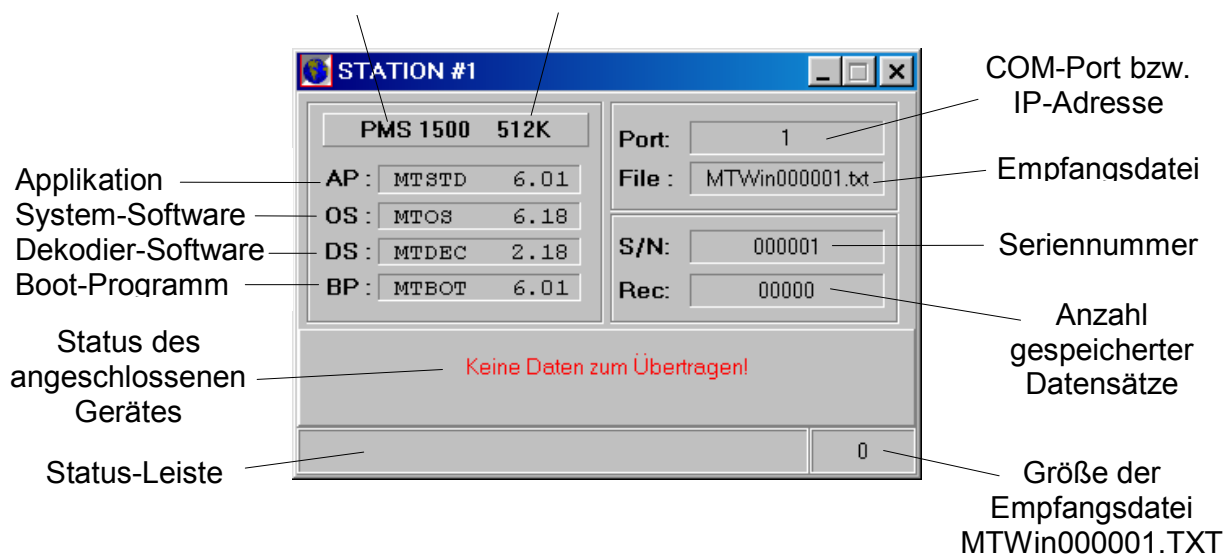 STATION #1
PMS 1500 512K
AP : MTSTD 6.01
OS : MTOS 6.18
DS : MTDEC 2.18
BP : MTBOT 6.01
Port: 1
File : MTWin000001.txt
S/N: 000001
Rec: 00000
Keine Daten zum Übertragen!
0
Applikation
System-Software
Dekodier-Software
Boot-Programm
Status des
angeschlossenen
Gerätes
Status-Leiste
COM-Port bzw.
IP-Adresse
Empfangsdatei
Seriennummer
Anzahl
gespeicherter
Datensätze
Größe der
Empfangsdatei
MTWin000001.TXT